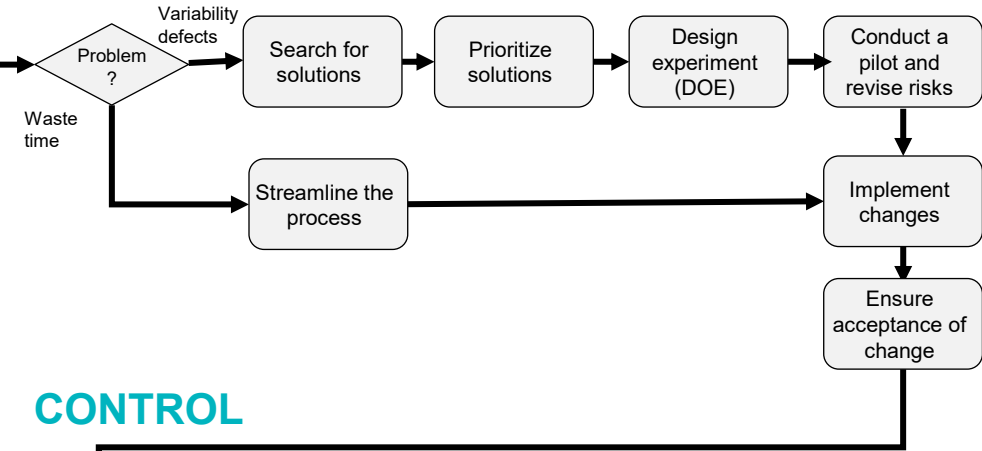 Variability
defects
Problem
?
Search for
solutions
Prioritize
solutions
Design
experiment
(DOE)
Conduct a
pilot and
revise risks
Waste
time
Streamline the
process
Implement
changes
Ensure
acceptance of
change
CONTROL